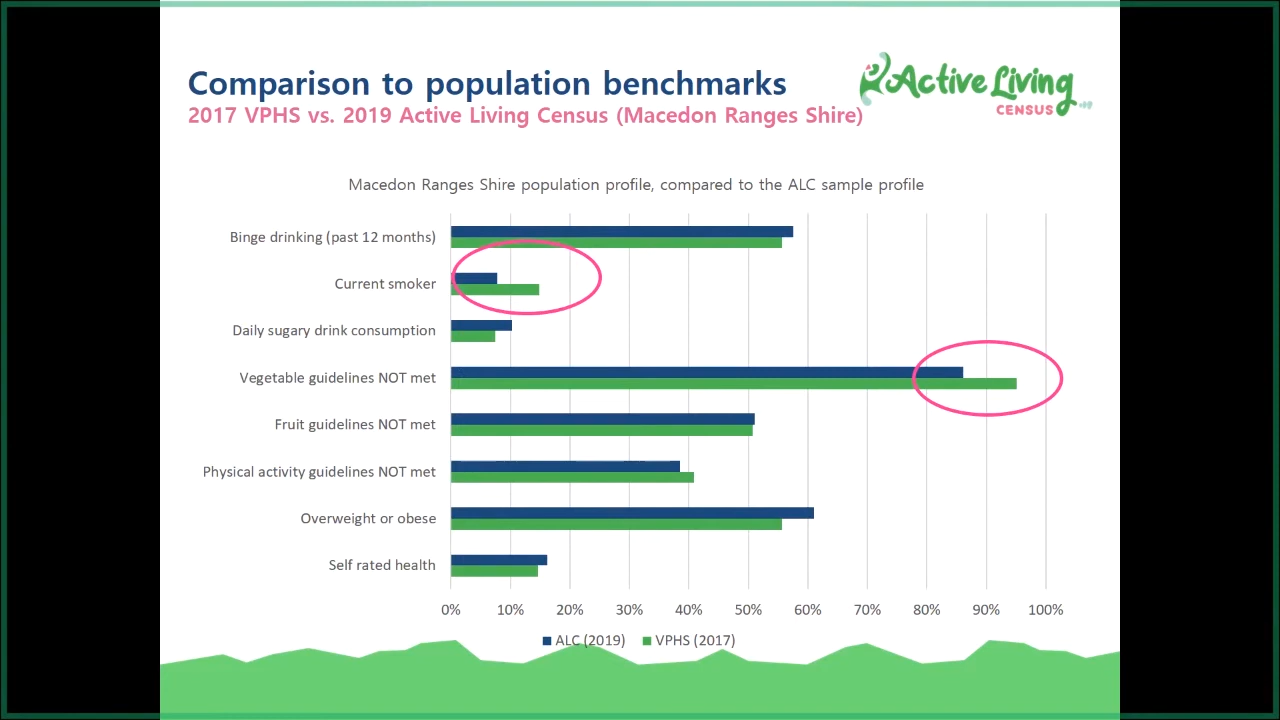 Comparison to population benchmarks
2017 VPHS vs. 2019 Active Living Census (Macedon Ranges Shire)
Active Living
CENSUS
Macedon Ranges Shire population profile, compared to the ALC sample profile
Binge drinking (past 12 months)
Current smoker
Daily sugary drink consumption
Vegetable guidelines NOT met
Fruit guidelines NOT met
Physical activity guidelines NOT met
Overweight or obese
Self rated health
0% 10% 20% 30% 40% 50% 60% 70% 80% 90% 100%
ALC (2019) VPHS (2017)